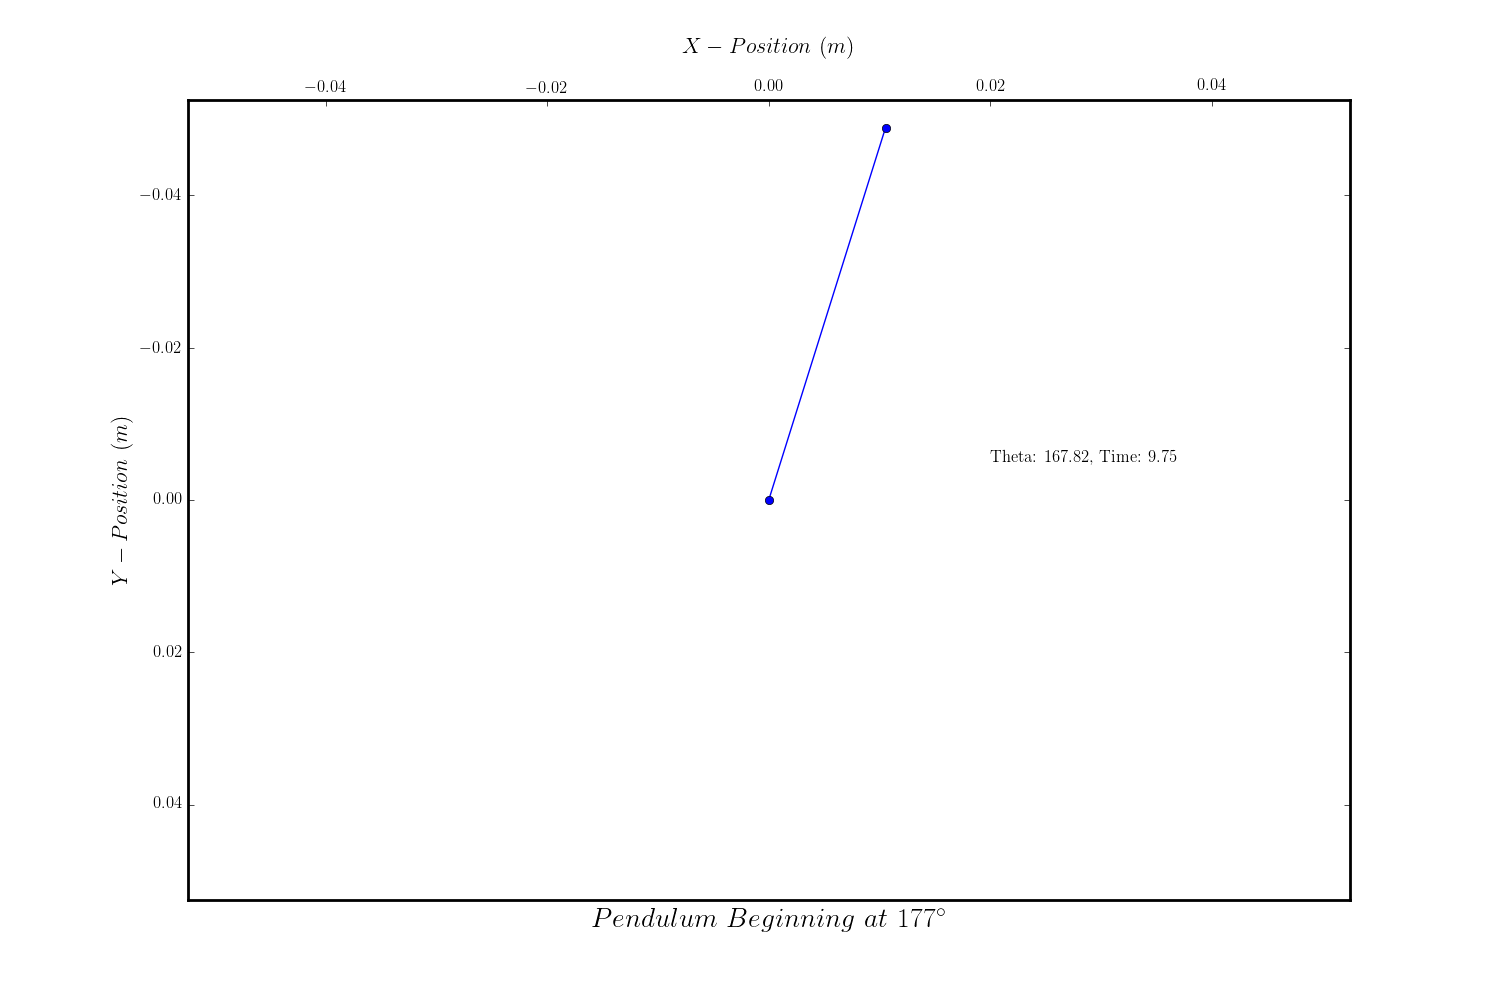 X − Position (m)
−0.04 −0.02 0.00 0.02 0.04
−0.04
−0.02
Y − Position (m)
Theta: 167.82, Time: 9.75
0.00
0.02
0.04
Pendulum Beginning at 177°